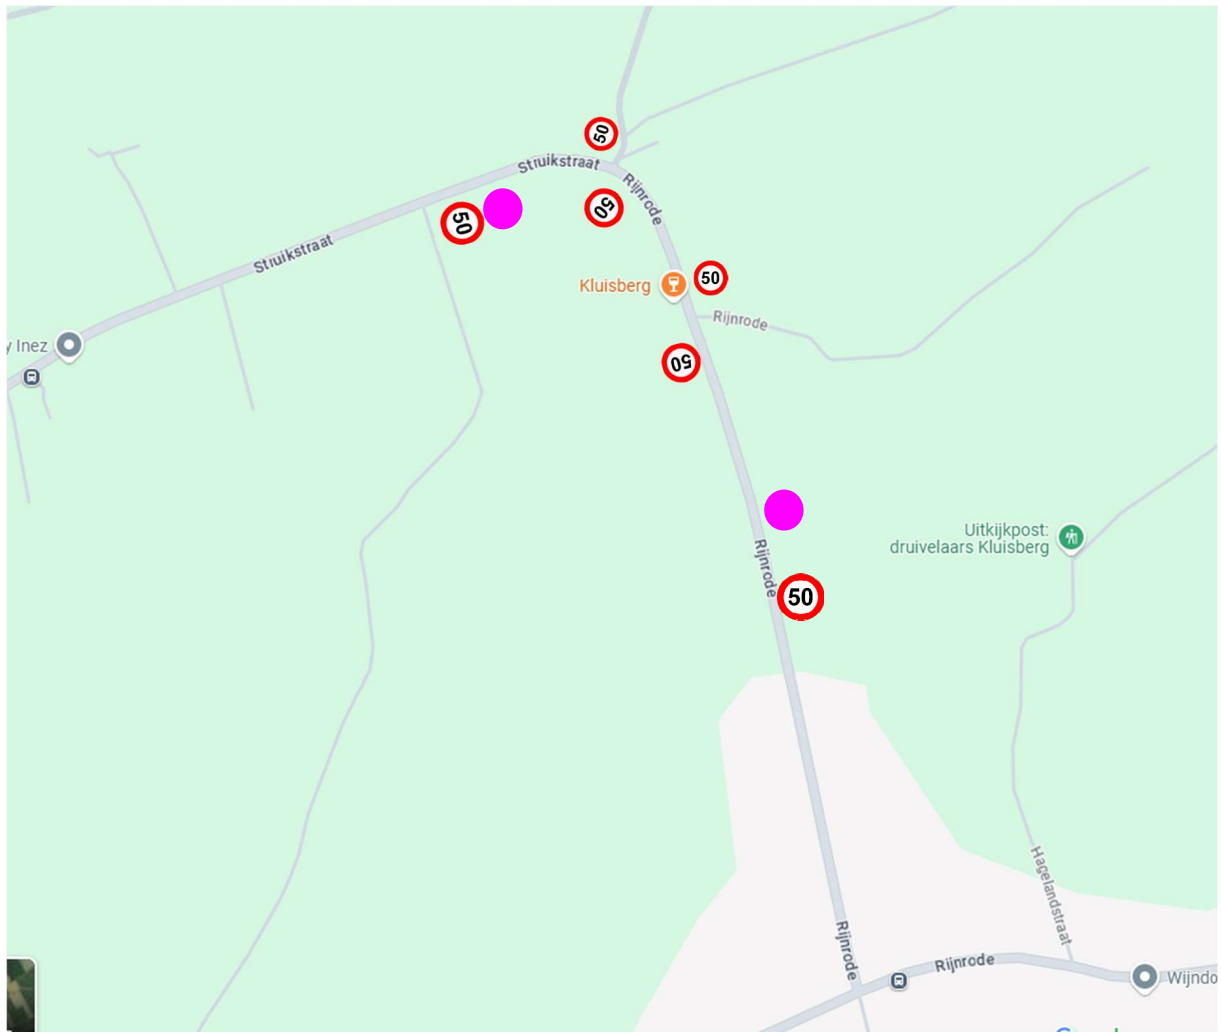 50
Struikstraat
Rijnrode
50
50
Struikstraat
Kluisberg
50
Rijnrode
y Inez
50
Uitkijkpost:
druivelaars Kluisberg
Rijnrode
50
Hagelandstraat
Rijnrode
Rijnrode
Wijndo